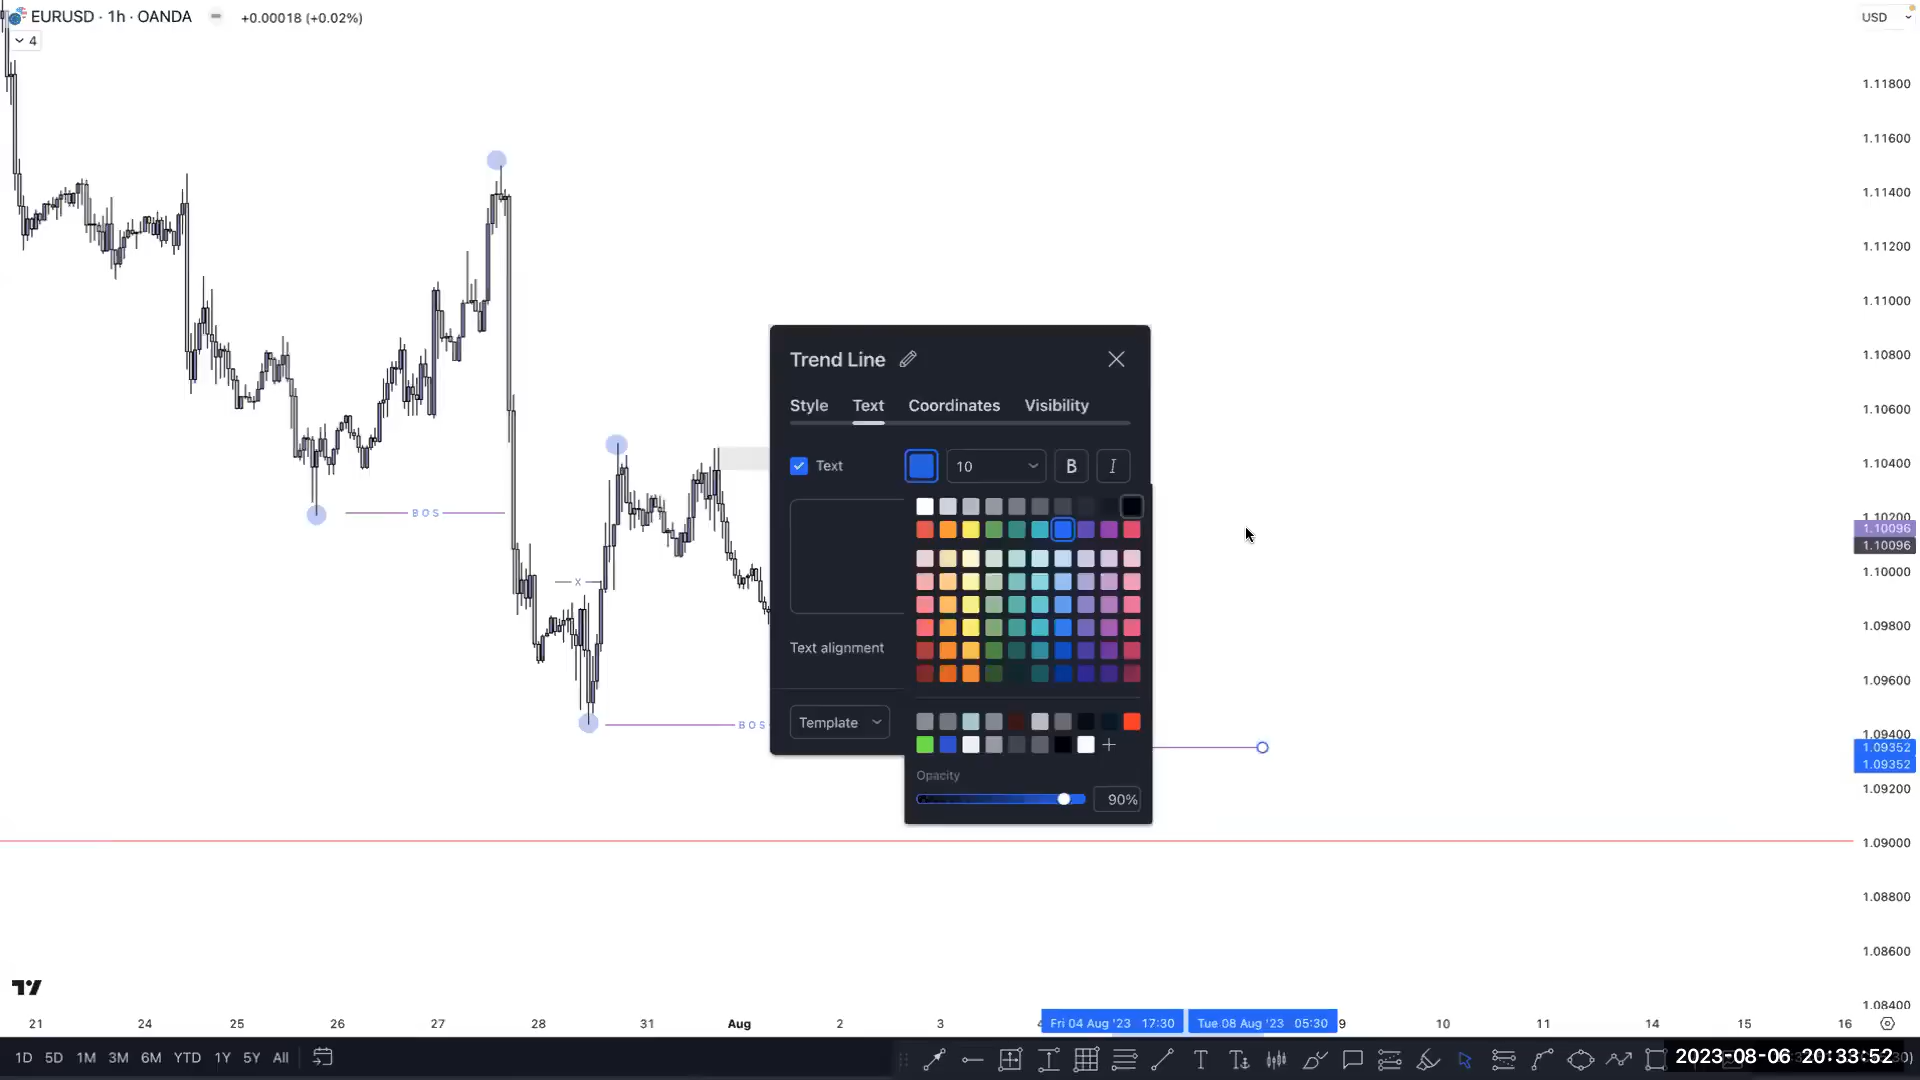 EURUSD · 1h · OANDA
+0.00018 (+0.02%)
USD
4
1.11800
1.11600
1.11400
1.11200
1.11000
1.10800
1.10600
1.10400
1.10200
1.10096
1.10096
1.10000
1.09800
1.09600
1.09400
1.09352
1.09352
1.09200
1.09000
1.08800
1.08600
1.08400
BOS
X
BOS
Trend Line
Style Text Coordinates Visibility
Text
10
B
I
Text alignment
Template
Opacity
90%
21 24 25 26 27 28 31 Aug 2 3 Fri 04 Aug '23 17:30 Tue 08 Aug '23 05:30 9 10 11 14 15 16
1D 5D 1M 3M 6M YTD 1Y 5Y All
2023-08-06 20:33:52